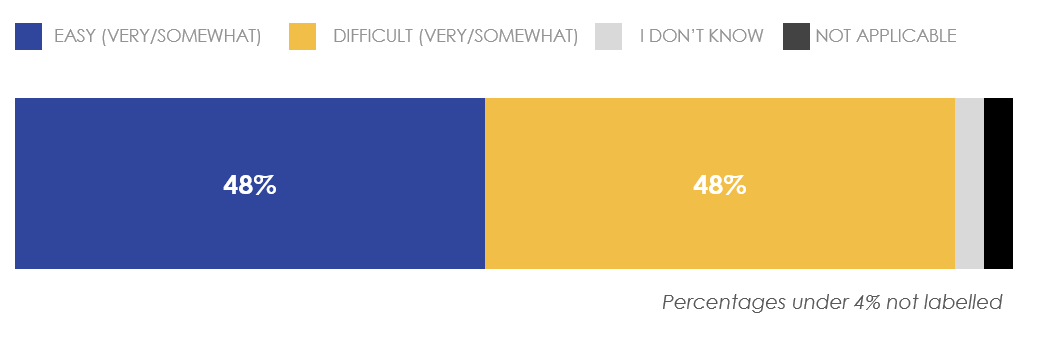 EASY (VERY/SOMEWHAT) DIFFICULT (VERY/SOMEWHAT) I DON’T KNOW NOT APPLICABLE
48% 48%
Percentages under 4% not labelled